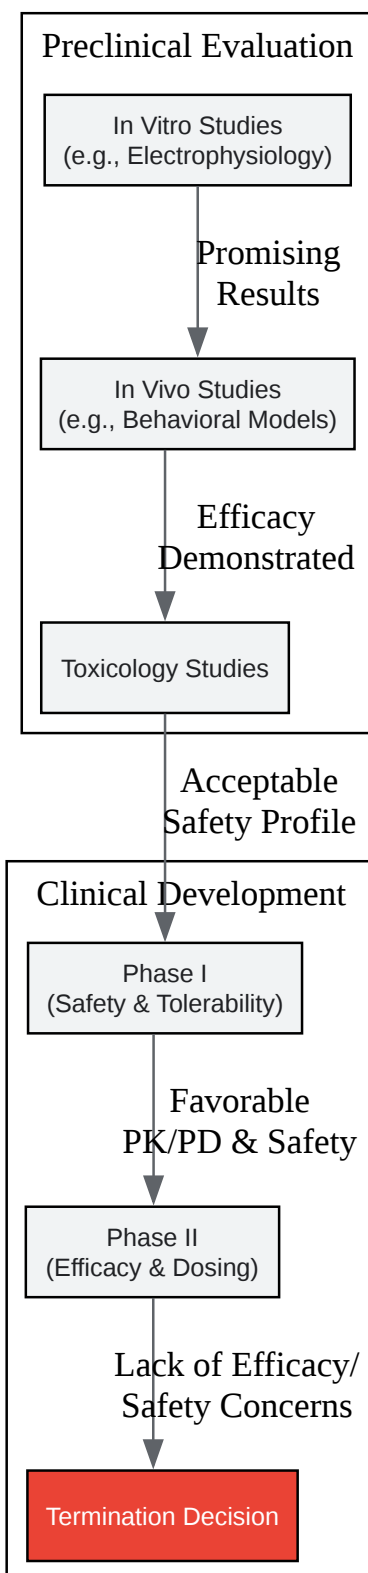 Preclinical Evaluation
In Vitro Studies
(e.g., Electrophysiology)
Promising
Results
In Vivo Studies
(e.g., Behavioral Models)
Efficacy
Demonstrated
Toxicology Studies
Acceptable
Safety Profile
Clinical Development
Phase I
(Safety & Tolerability)
Favorable
PK/PD & Safety
Phase II
(Efficacy & Dosing)
Lack of Efficacy/
Safety Concerns
Termination Decision